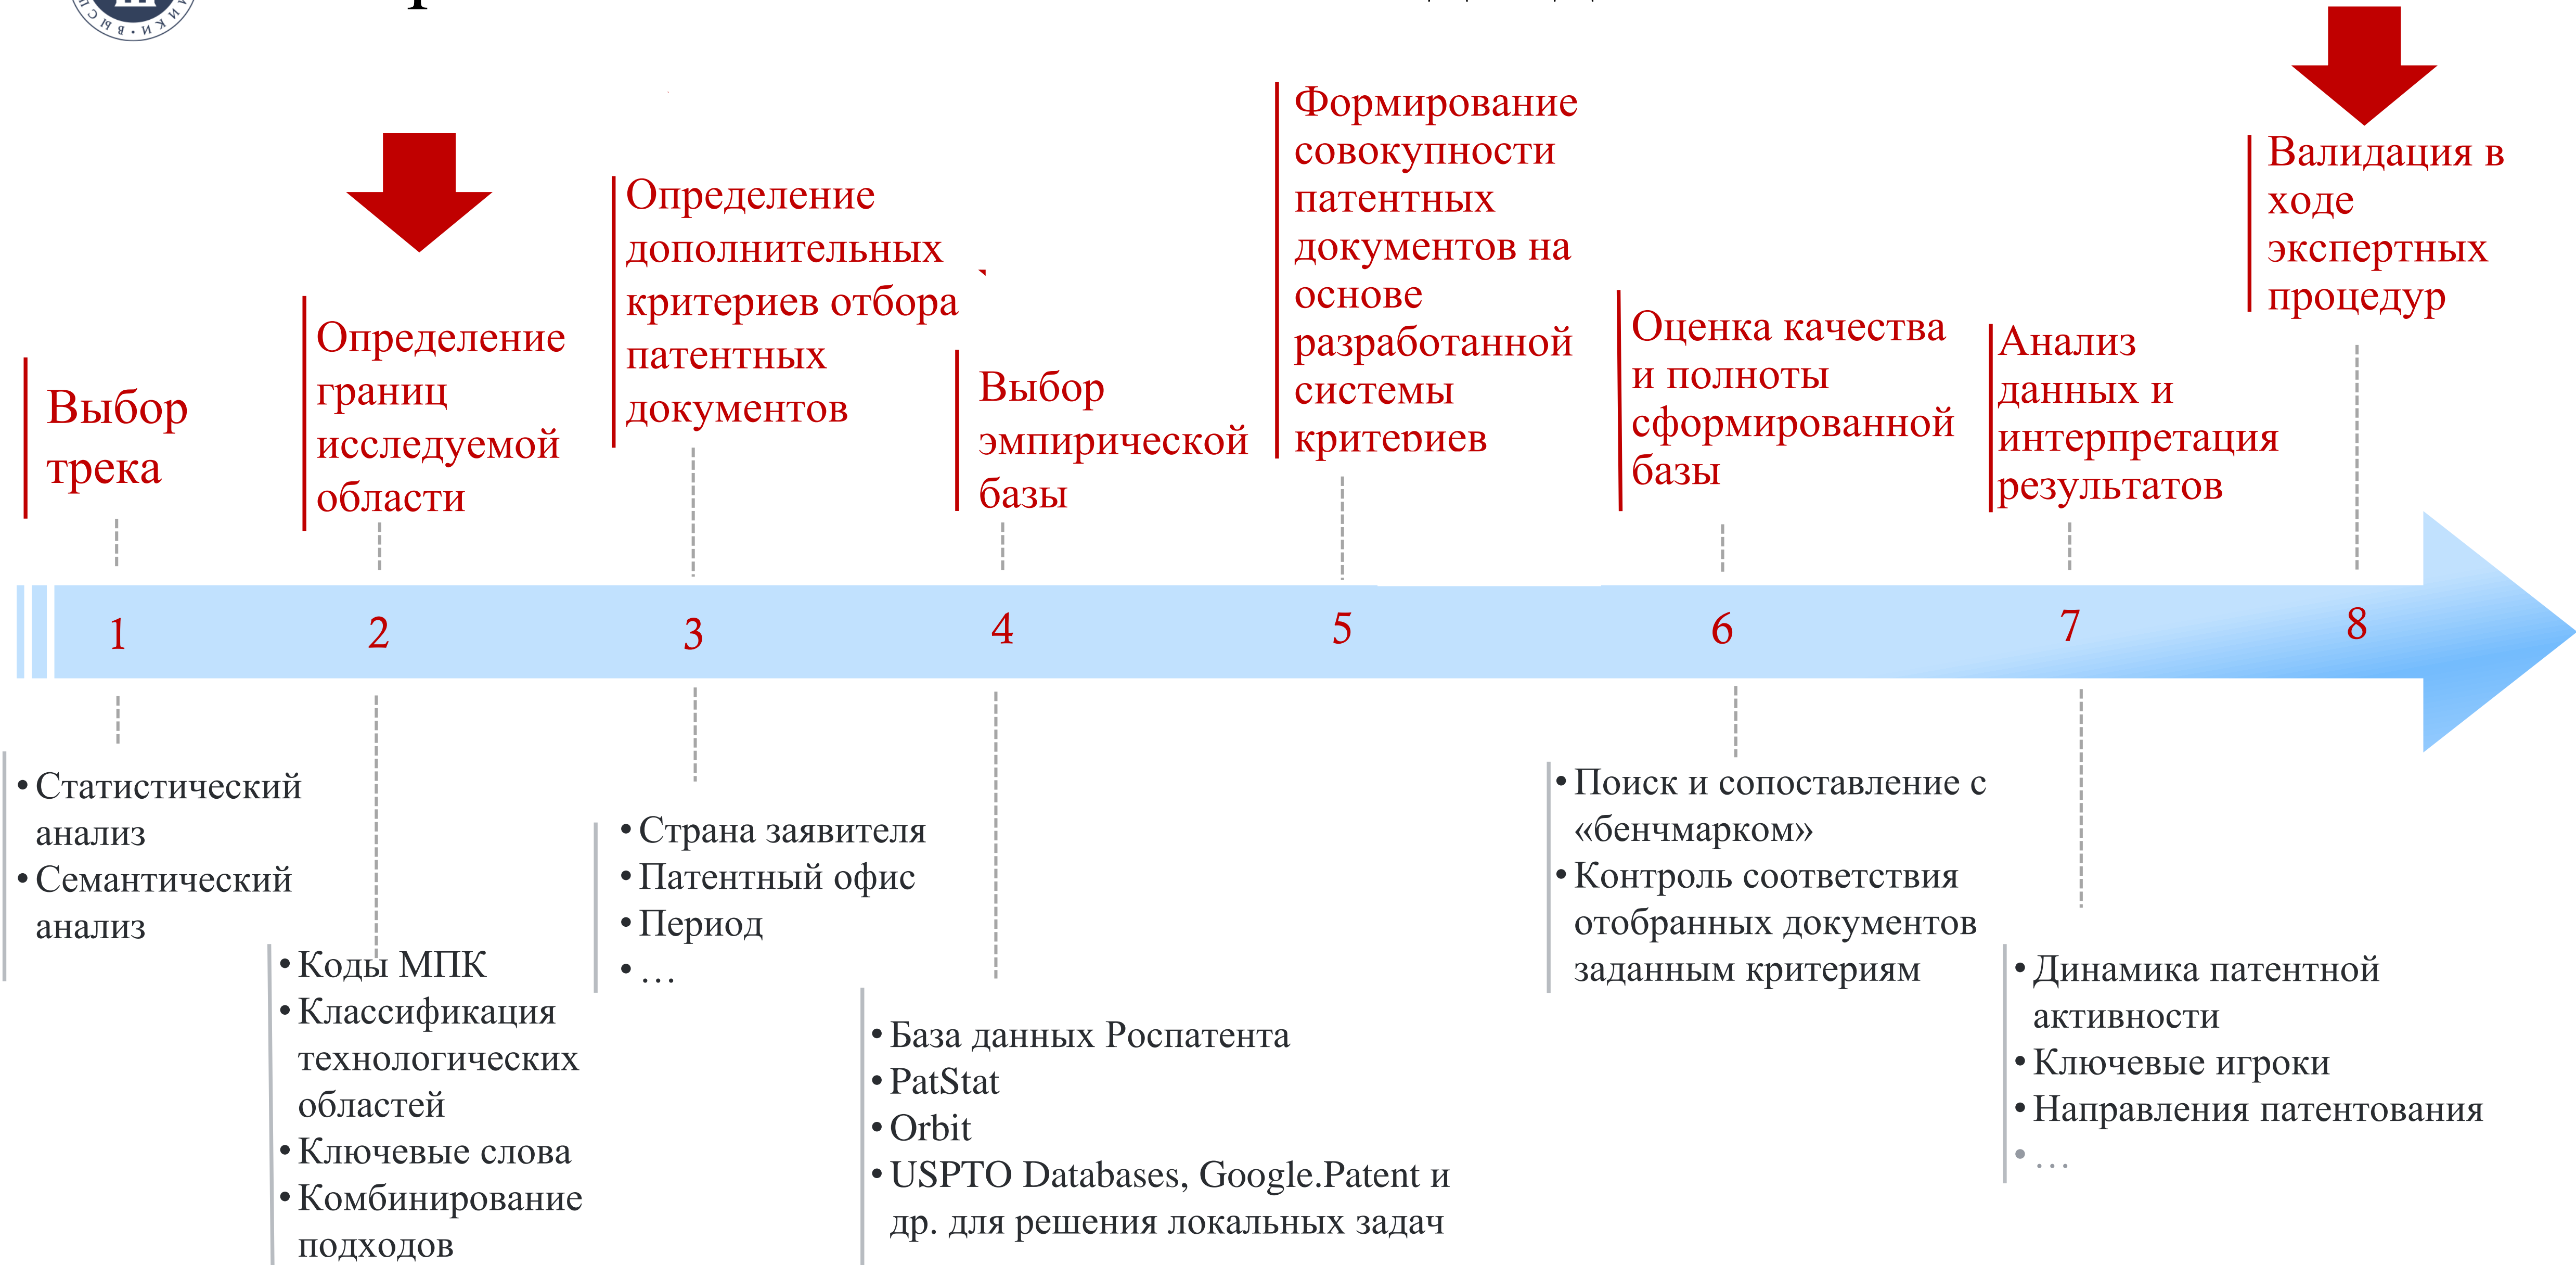 Выбор
трека
Определение
границ
исследуемой
области
Определение
дополнительных
критериев отбора
патентных
документов
Выбор
эмпирической
базы
Формирование
совокупности
патентных
документов на
основе
разработанной
системы
критериев
Оценка качества
и полноты
сформированной
базы
Анализ
данных и
интерпретация
результатов
Валидация в
ходе
экспертных
процедур
1
2
3
4
5
6
7
8
• Статистический
анализ
• Семантический
анализ
• Коды МПК
• Классификация
технологических
областей
• Ключевые слова
• Комбинирование
подходов
• Страна заявителя
• Патентный офис
• Период
• …
• База данных Роспатента
• PatStat
• Orbit
• USPTO Databases, Google.Patent и
др. для решения локальных задач
• Поиск и сопоставление с
«бенчмарком»
• Контроль соответствия
отобранных документов
заданным критериям
• Динамика патентной
активности
• Ключевые игроки
• Направления патентования
• …